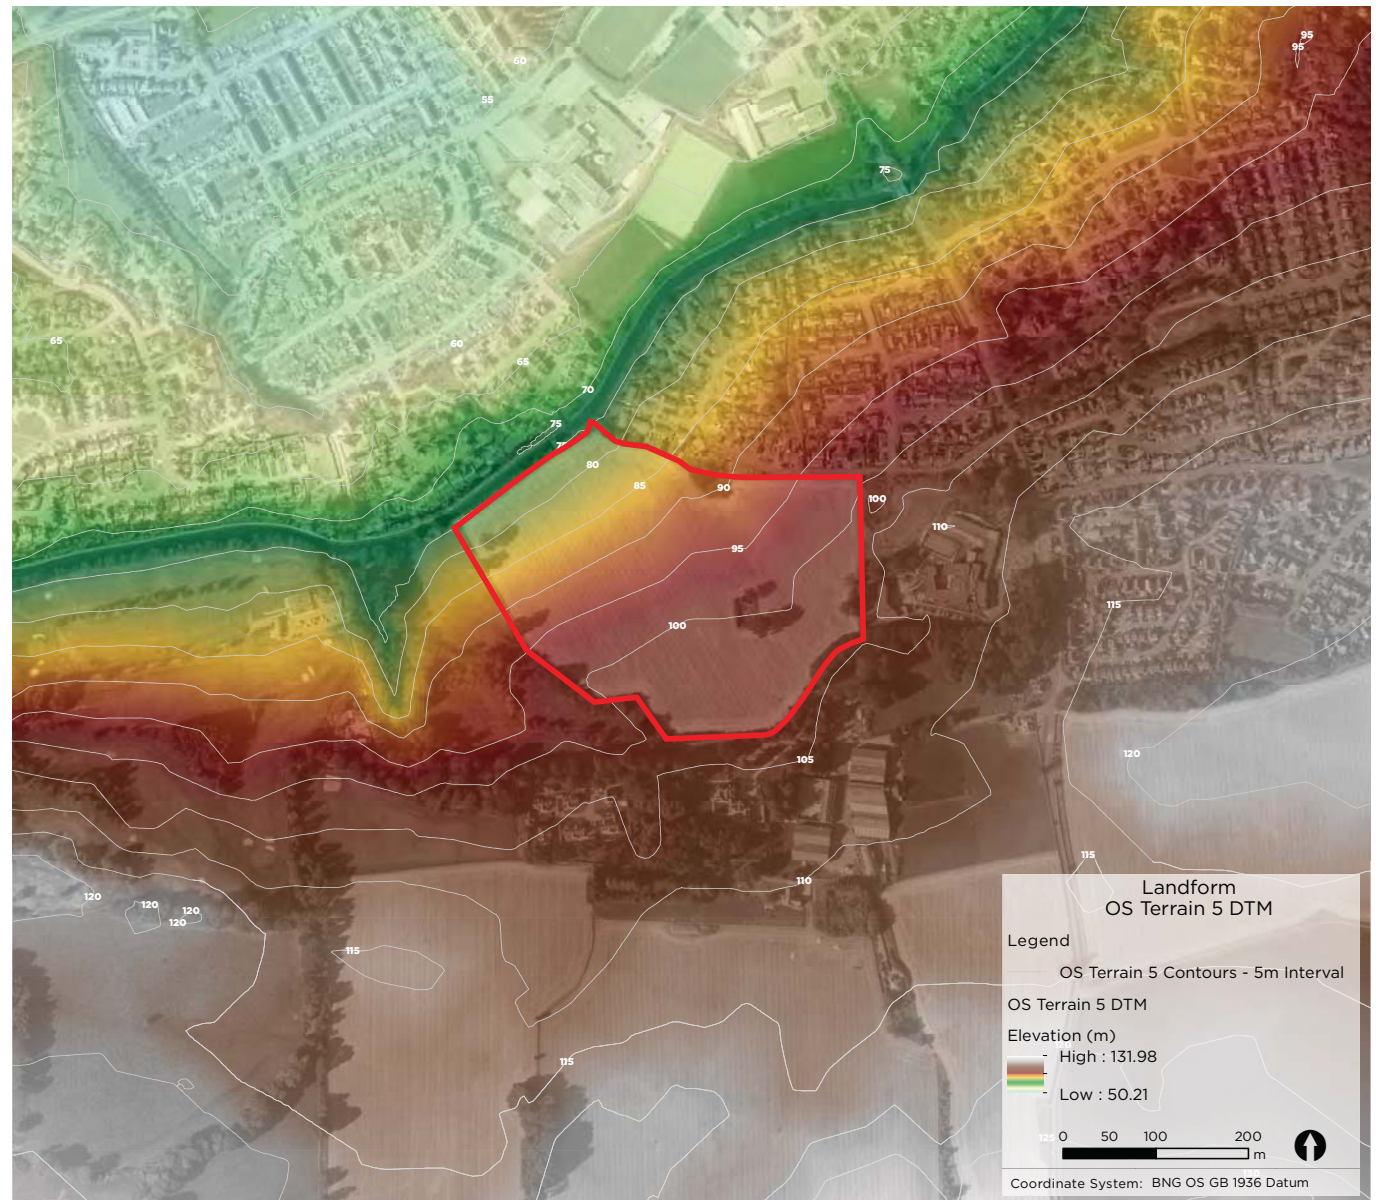 95
95
60
55
75
65
60
65
70
75
80
85
90
100
110
95
115
100
105
120
115
110
120
120
120
120
115
115
Landform
OS Terrain 5 DTM
Legend
OS Terrain 5 Contours - 5m Interval
OS Terrain 5 DTM
Elevation (m)
High : 131.98
Low : 50.21
125
0 50 100 200
m
Coordinate System: BNG OS GB 1936 Datum